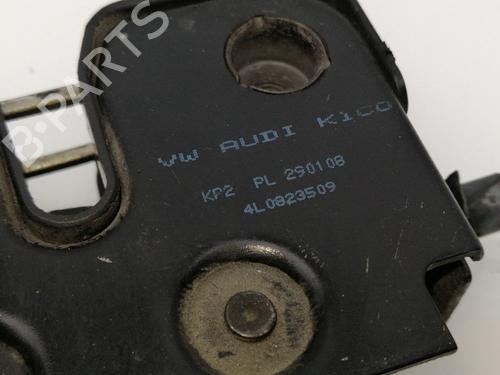 B-PARTS
VW AUDI KICO
KP2 PL 290108
4L0823509